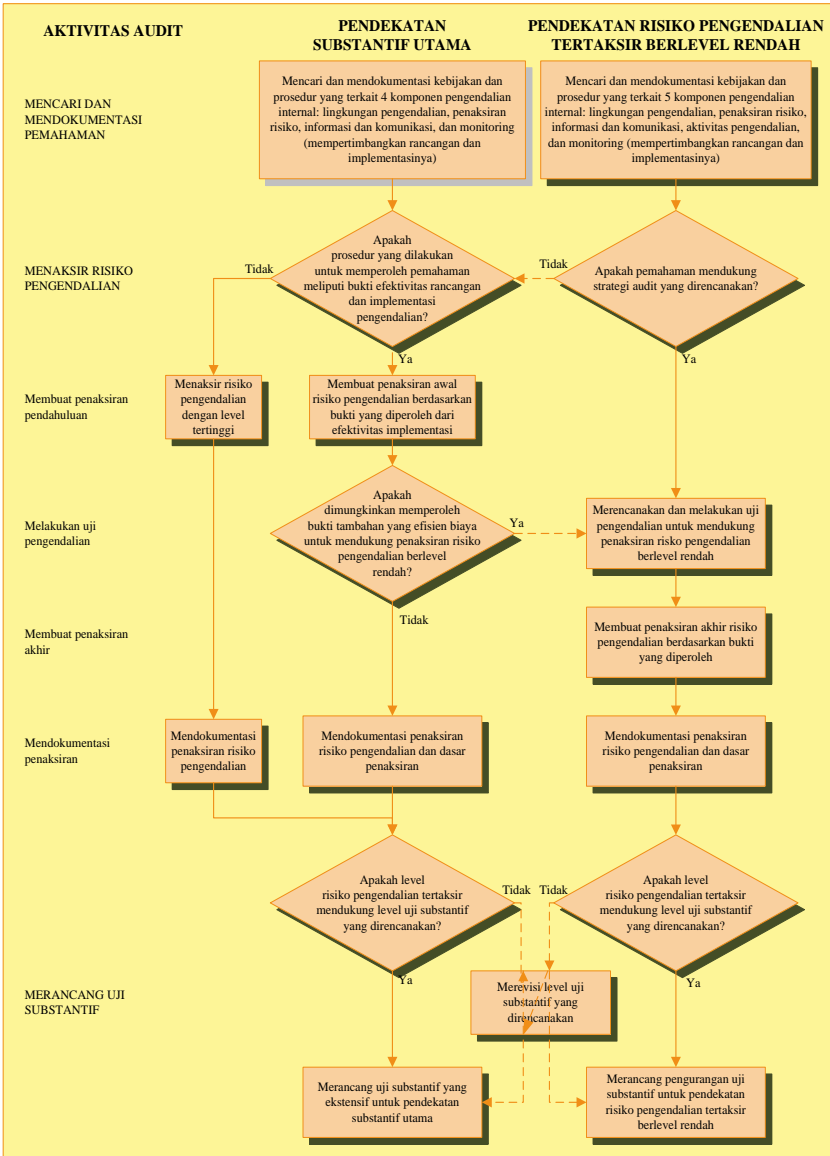 AKTIVITAS AUDIT
PENDEKATAN
SUBSTANTIF UTAMA
PENDEKATAN RISIKO PENGENDALIAN
TERTAKSIR BERLEVEL RENDAH
MENCARI DAN
MENDOKUMENTASI
PEMAHAMAN
Mencari dan mendokumentasi kebijakan dan
prosedur yang terkait 4 komponen pengendalian
internal: lingkungan pengendalian, penaksiran
risiko, informasi dan komunikasi, dan monitoring
(mempertimbangkan rancangan dan
implementasinya)
Mencari dan mendokumentasi kebijakan dan
prosedur yang terkait 5 komponen pengendalian
internal: lingkungan pengendalian, penaksiran risiko,
informasi dan komunikasi, aktivitas pengendalian,
dan monitoring (mempertimbangkan rancangan dan
implementasinya)
MENAKSIR RISIKO
PENGENDALIAN
Tidak
Apakah
prosedur yang dilakukan
untuk memperoleh pemahaman
meliputi bukti efektivitas rancangan
dan implementasi
pengendalian?
Tidak
Apakah pemahaman mendukung
strategi audit yang direncanakan?
Ya
Ya
Membuat penaksiran
pendahuluan
Menaksir risiko
pengendalian
dengan level
tertinggi
Membuat penaksiran awal
risiko pengendalian berdasarkan
bukti yang diperoleh dari
efektivitas implementasi
Melakukan uji
pengendalian
Apakah
dimungkinkan memperoleh
bukti tambahan yang efisien biaya
untuk mendukung penaksiran risiko
pengendalian berlevel
rendah?
Ya
Merencanakan dan melakukan uji
pengendalian untuk mendukung
penaksiran risko pengendalian
berlevel rendah
Tidak
Membuat penaksiran
akhir
Membuat penaksiran akhir risiko
pengendalian berdasarkan bukti
yang diperoleh
Mendokumentasi
penaksiran
Mendokumentasi
penaksiran risiko
pengendalian
Mendokumentasi penaksiran
risiko pengendalian dan dasar
penaksiran
Mendokumentasi penaksiran
risiko pengendalian dan dasar
penaksiran
Apakah level
risiko pengendalian tertaksir
mendukung level uji substantif
yang direncanakan?
Tidak
Tidak
Apakah level
risiko pengendalian tertaksir
mendukung level uji substantif
yang direncanakan?
Ya
Ya
MERANCANG UJI
SUBSTANTIF
Merevisi level uji
substantif yang
direncanakan
Merancang uji substantif yang
ekstensif untuk pendekatan
substantif utama
Merancang pengurangan uji
substantif untuk pendekatan
risiko pengendalian tertaksir
berlevel rendah